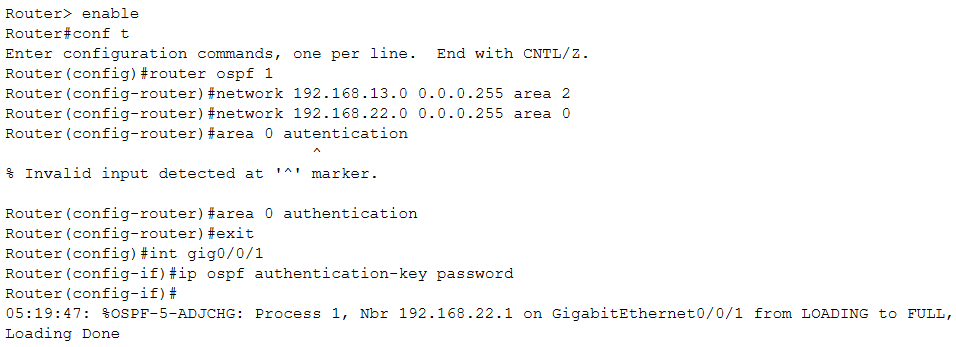 Router> enable
Router#conf t
Enter configuration commands, one per line.  End with CNTL/Z.
Router(config)#router ospf 1
Router(config-router)#network 192.168.13.0 0.0.0.255 area 2
Router(config-router)#network 192.168.22.0 0.0.0.255 area 0
Router(config-router)#area 0 autentication
                                  ^
% Invalid input detected at '^' marker.

Router(config-router)#area 0 authentication
Router(config-router)#exit
Router(config)#int gig0/0/1
Router(config-if)#ip ospf authentication-key password
Router(config-if)#
05:19:47: %OSPF-5-ADJCHG: Process 1, Nbr 192.168.22.1 on GigabitEthernet0/0/1 from LOADING to FULL,
Loading Done